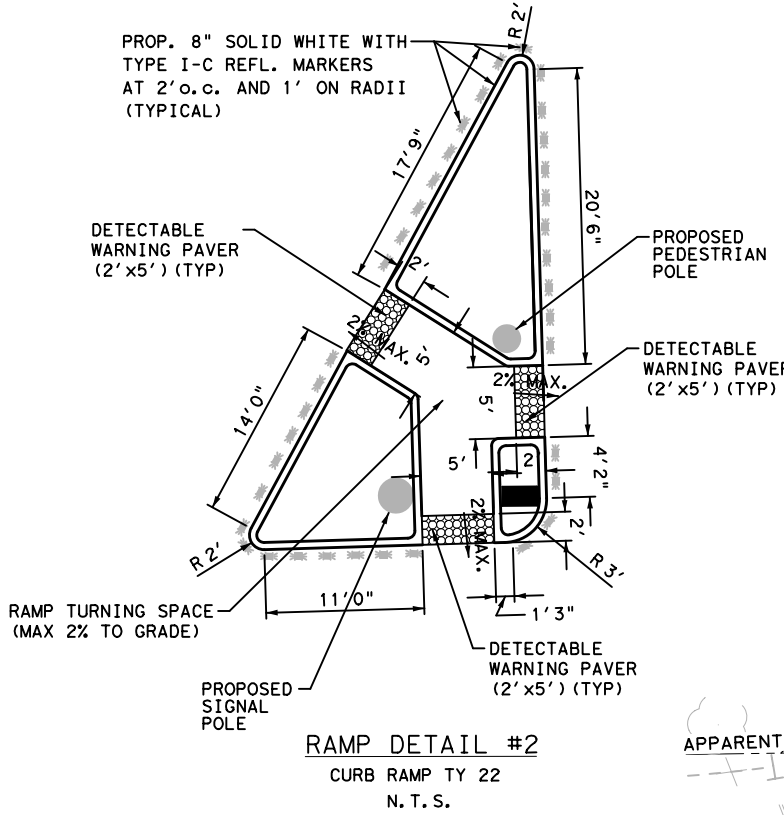 R 2'
PROP. 8" SOLID WHITE WITH
TYPE I-C REFL. MARKERS
AT 2'o.c. AND 1' ON RADII
(TYPICAL)
17'9"
20'6"
DETECTABLE
WARNING PAVER
(2'x5')(TYP)
2'
PROPOSED
PEDESTRIAN
POLE
2% MAX.
5'
DETECTABLE
WARNING PAVE
(2'x5')(TYP)
2% MAX.
5'
14'0"
5'
2
4'2"
2% MAX.
2'
R 2'
R 3'
RAMP TURNING SPACE
(MAX 2% TO GRADE)
11'0"
1'3"
DETECTABLE
WARNING PAVER
(2'x5')(TYP)
PROPOSED
SIGNAL
POLE
RAMP DETAIL #2
CURB RAMP TY 22
N.T.S.
APPARENT